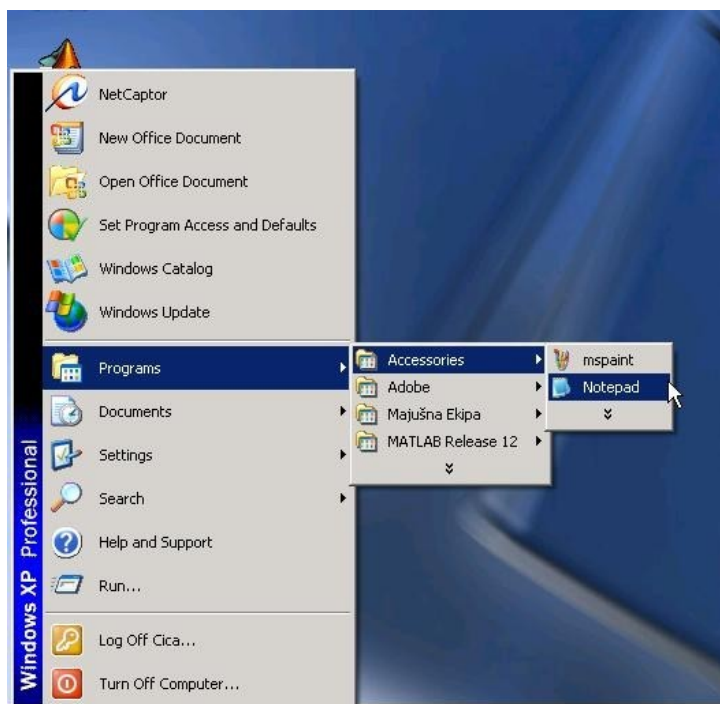 NetCaptor
New Office Document
Open Office Document
Set Program Access and Defaults
Windows Catalog
Windows Update
Programs
Documents
Settings
Search
Help and Support
Run...
Log Off Cica...
Turn Off Computer...
Windows XP Professional
Accessories
Adobe
Majušna Ekipa
MATLAB Release 12
mspaint
Notepad